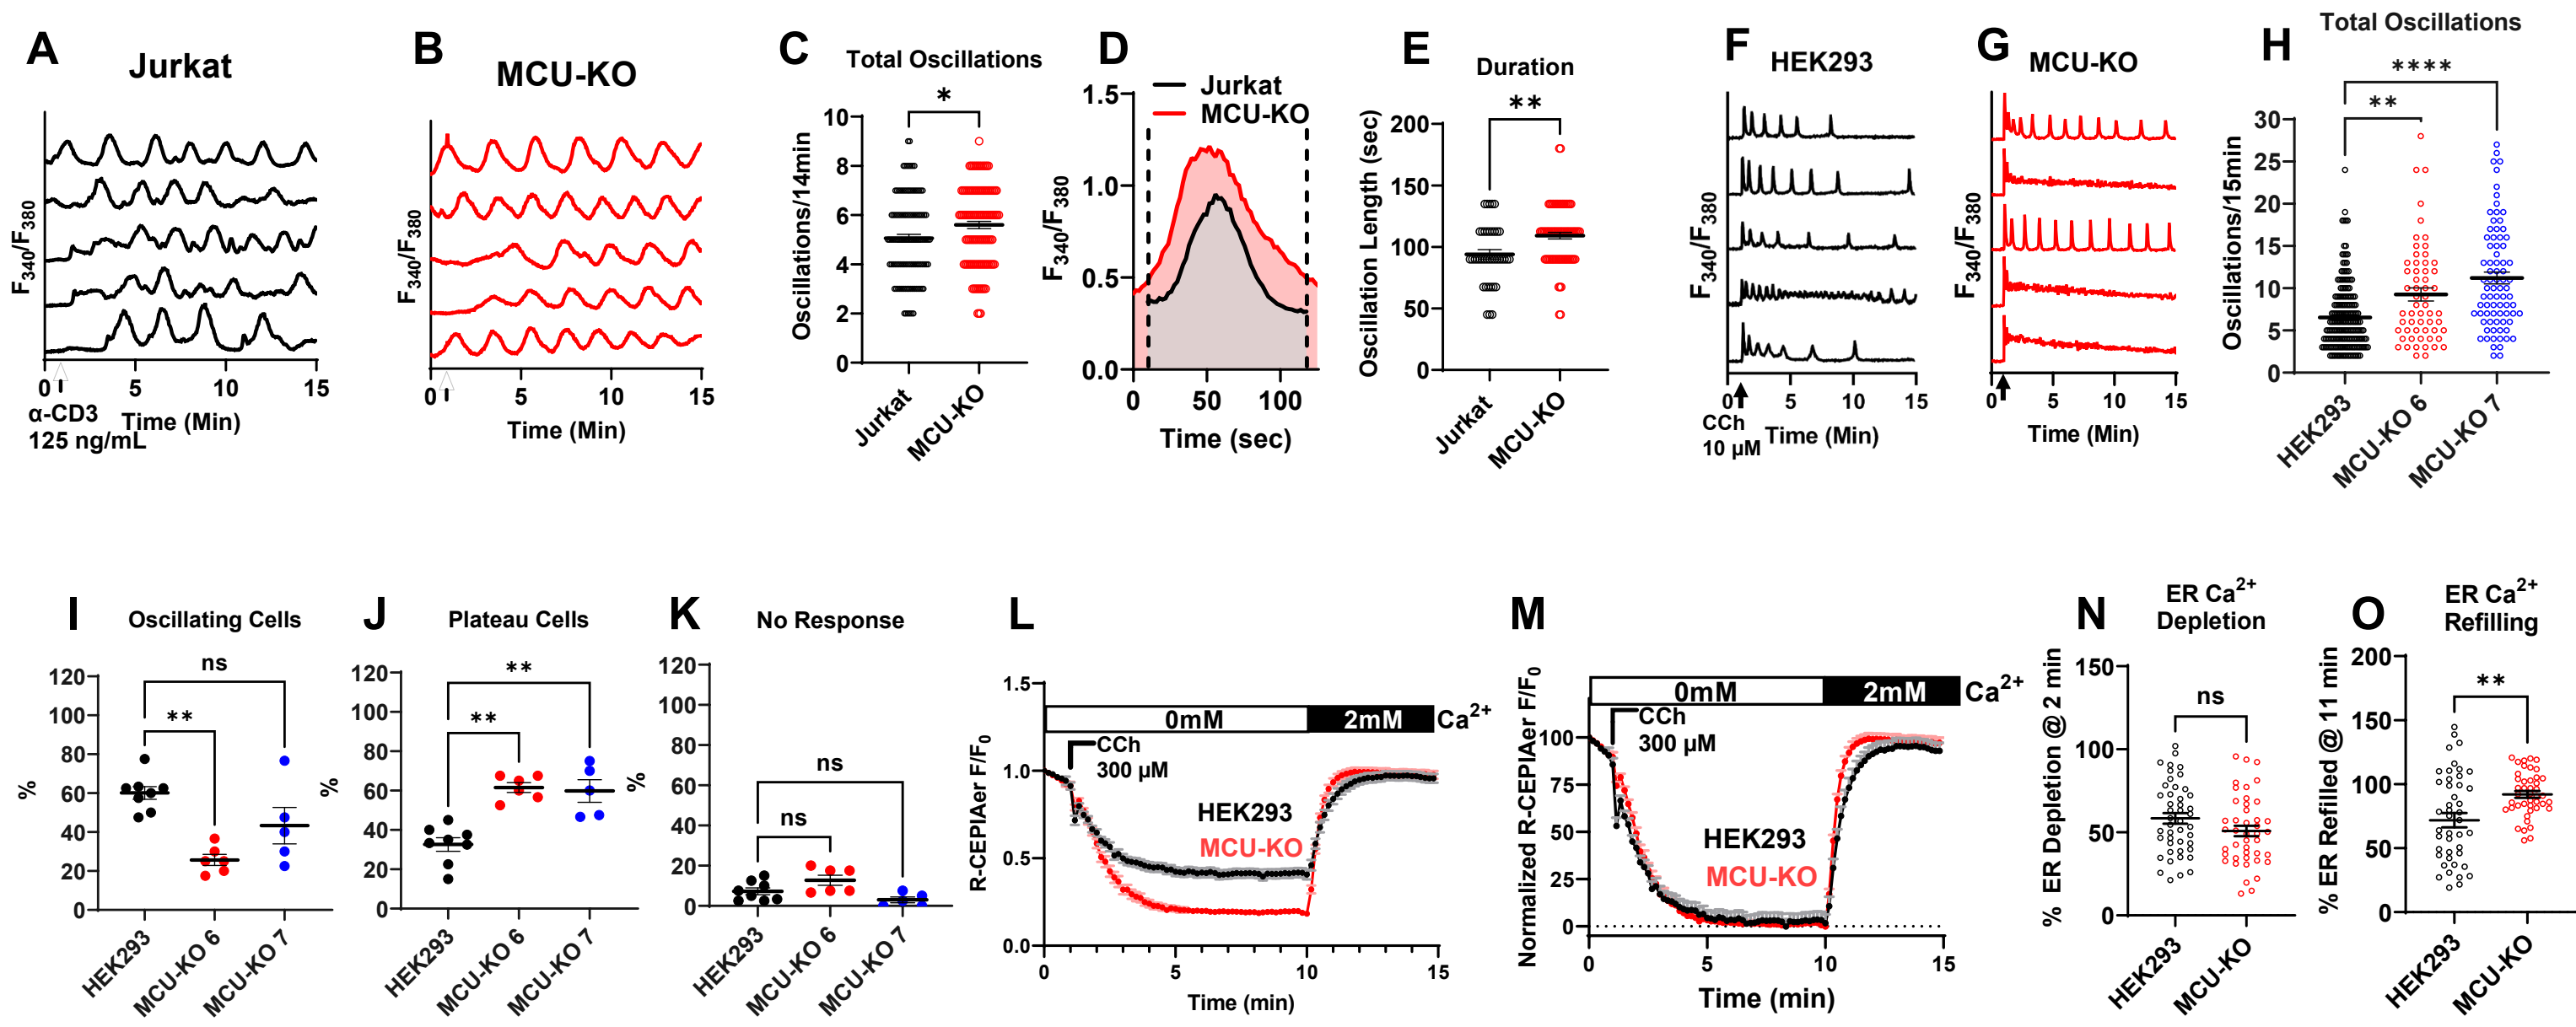 A
Jurkat
F340/F380
0
5
10
15
α-CD3
125 ng/mL
Time (Min)
B
MCU-KO
F340/F380
0
5
10
15
Time (Min)
C
Total Oscillations
*
Oscillations/14min
10
8
6
4
2
0
Jurkat
MCU-KO
D
Jurkat
MCU-KO
F340/F380
1.5
1.0
0.5
0.0
0
50
100
Time (sec)
E
Duration
**
Oscillation Length (sec)
200
150
100
50
0
Jurkat
MCU-KO
F
HEK293
F340/F380
0
5
10
15
CCh
10 µM
Time (Min)
G
MCU-KO
F340/F380
0
5
10
15
Time (Min)
H
Total Oscillations
****
**
Oscillations/15min
30
25
20
15
10
5
0
HEK293
MCU-KO 6
MCU-KO 7
I
Oscillating Cells
ns
**
%
120
100
80
60
40
20
0
HEK293
MCU-KO 6
MCU-KO 7
J
Plateau Cells
**
**
%
120
100
80
60
40
20
0
HEK293
MCU-KO 6
MCU-KO 7
K
No Response
ns
ns
%
120
100
80
60
40
20
0
HEK293
MCU-KO 6
MCU-KO 7
L
R-CEPIAer F/F0
1.5
1.0
0.5
0.0
0mM
2mM
Ca2+
CCh
300 µM
HEK293
MCU-KO
0
5
10
15
Time (min)
M
Normalized R-CEPIAer F/F0
100
75
50
25
0
0mM
2mM
Ca2+
CCh
300 µM
HEK293
MCU-KO
0
5
10
15
Time (min)
N
ER Ca2+
Depletion
ns
% ER Depletion @ 2 min
150
100
50
0
HEK293
MCU-KO
O
ER Ca2+
Refilling
**
% ER Refilled @ 11 min
200
150
100
50
0
HEK293
MCU-KO